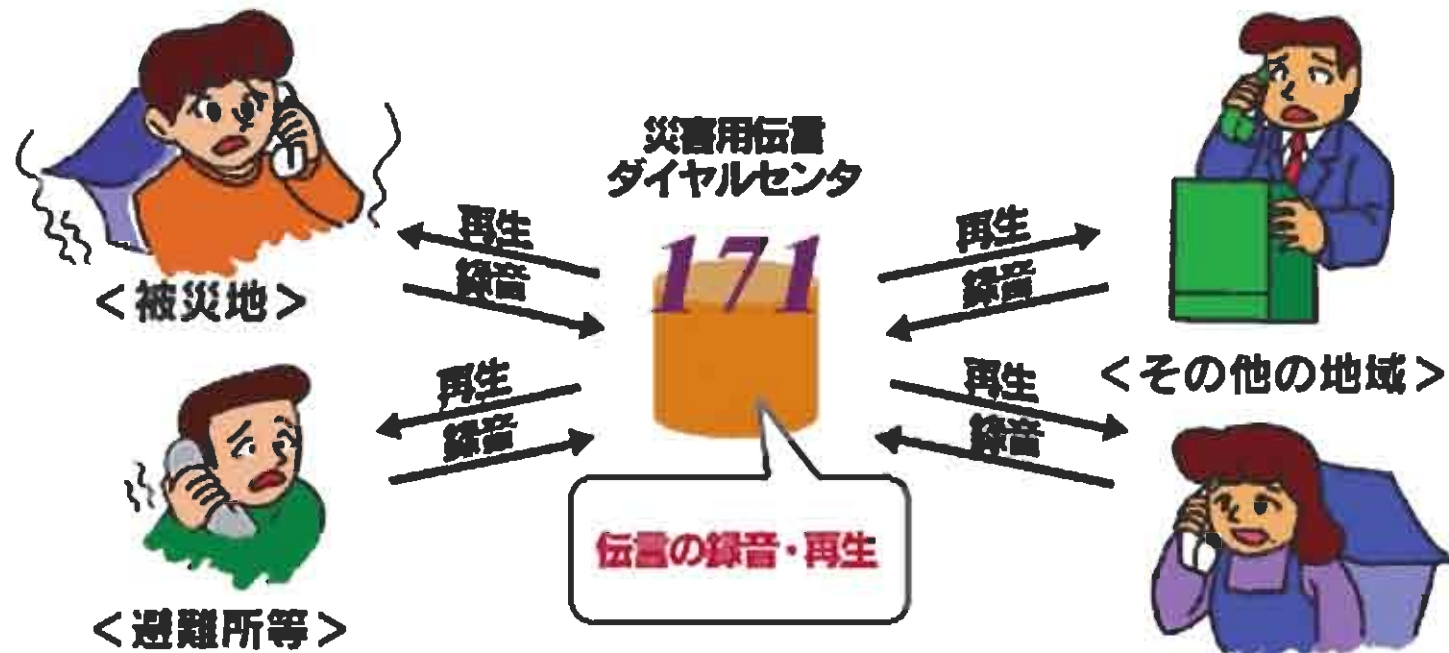 災害用伝言
ダイヤルセンタ
171
再生
録音
再生
録音
＜被災地＞
再生
録音
再生
録音
＜その他の地域＞
伝言の録音・再生
＜避難所等＞